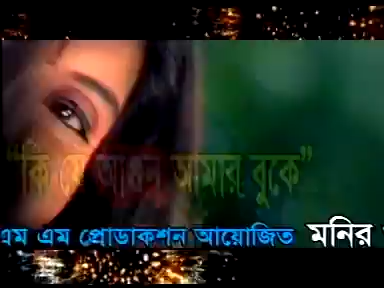 “কি যে আগুন আমার বুকে”
এম এম প্রোডাকশন আয়োজিত মনির